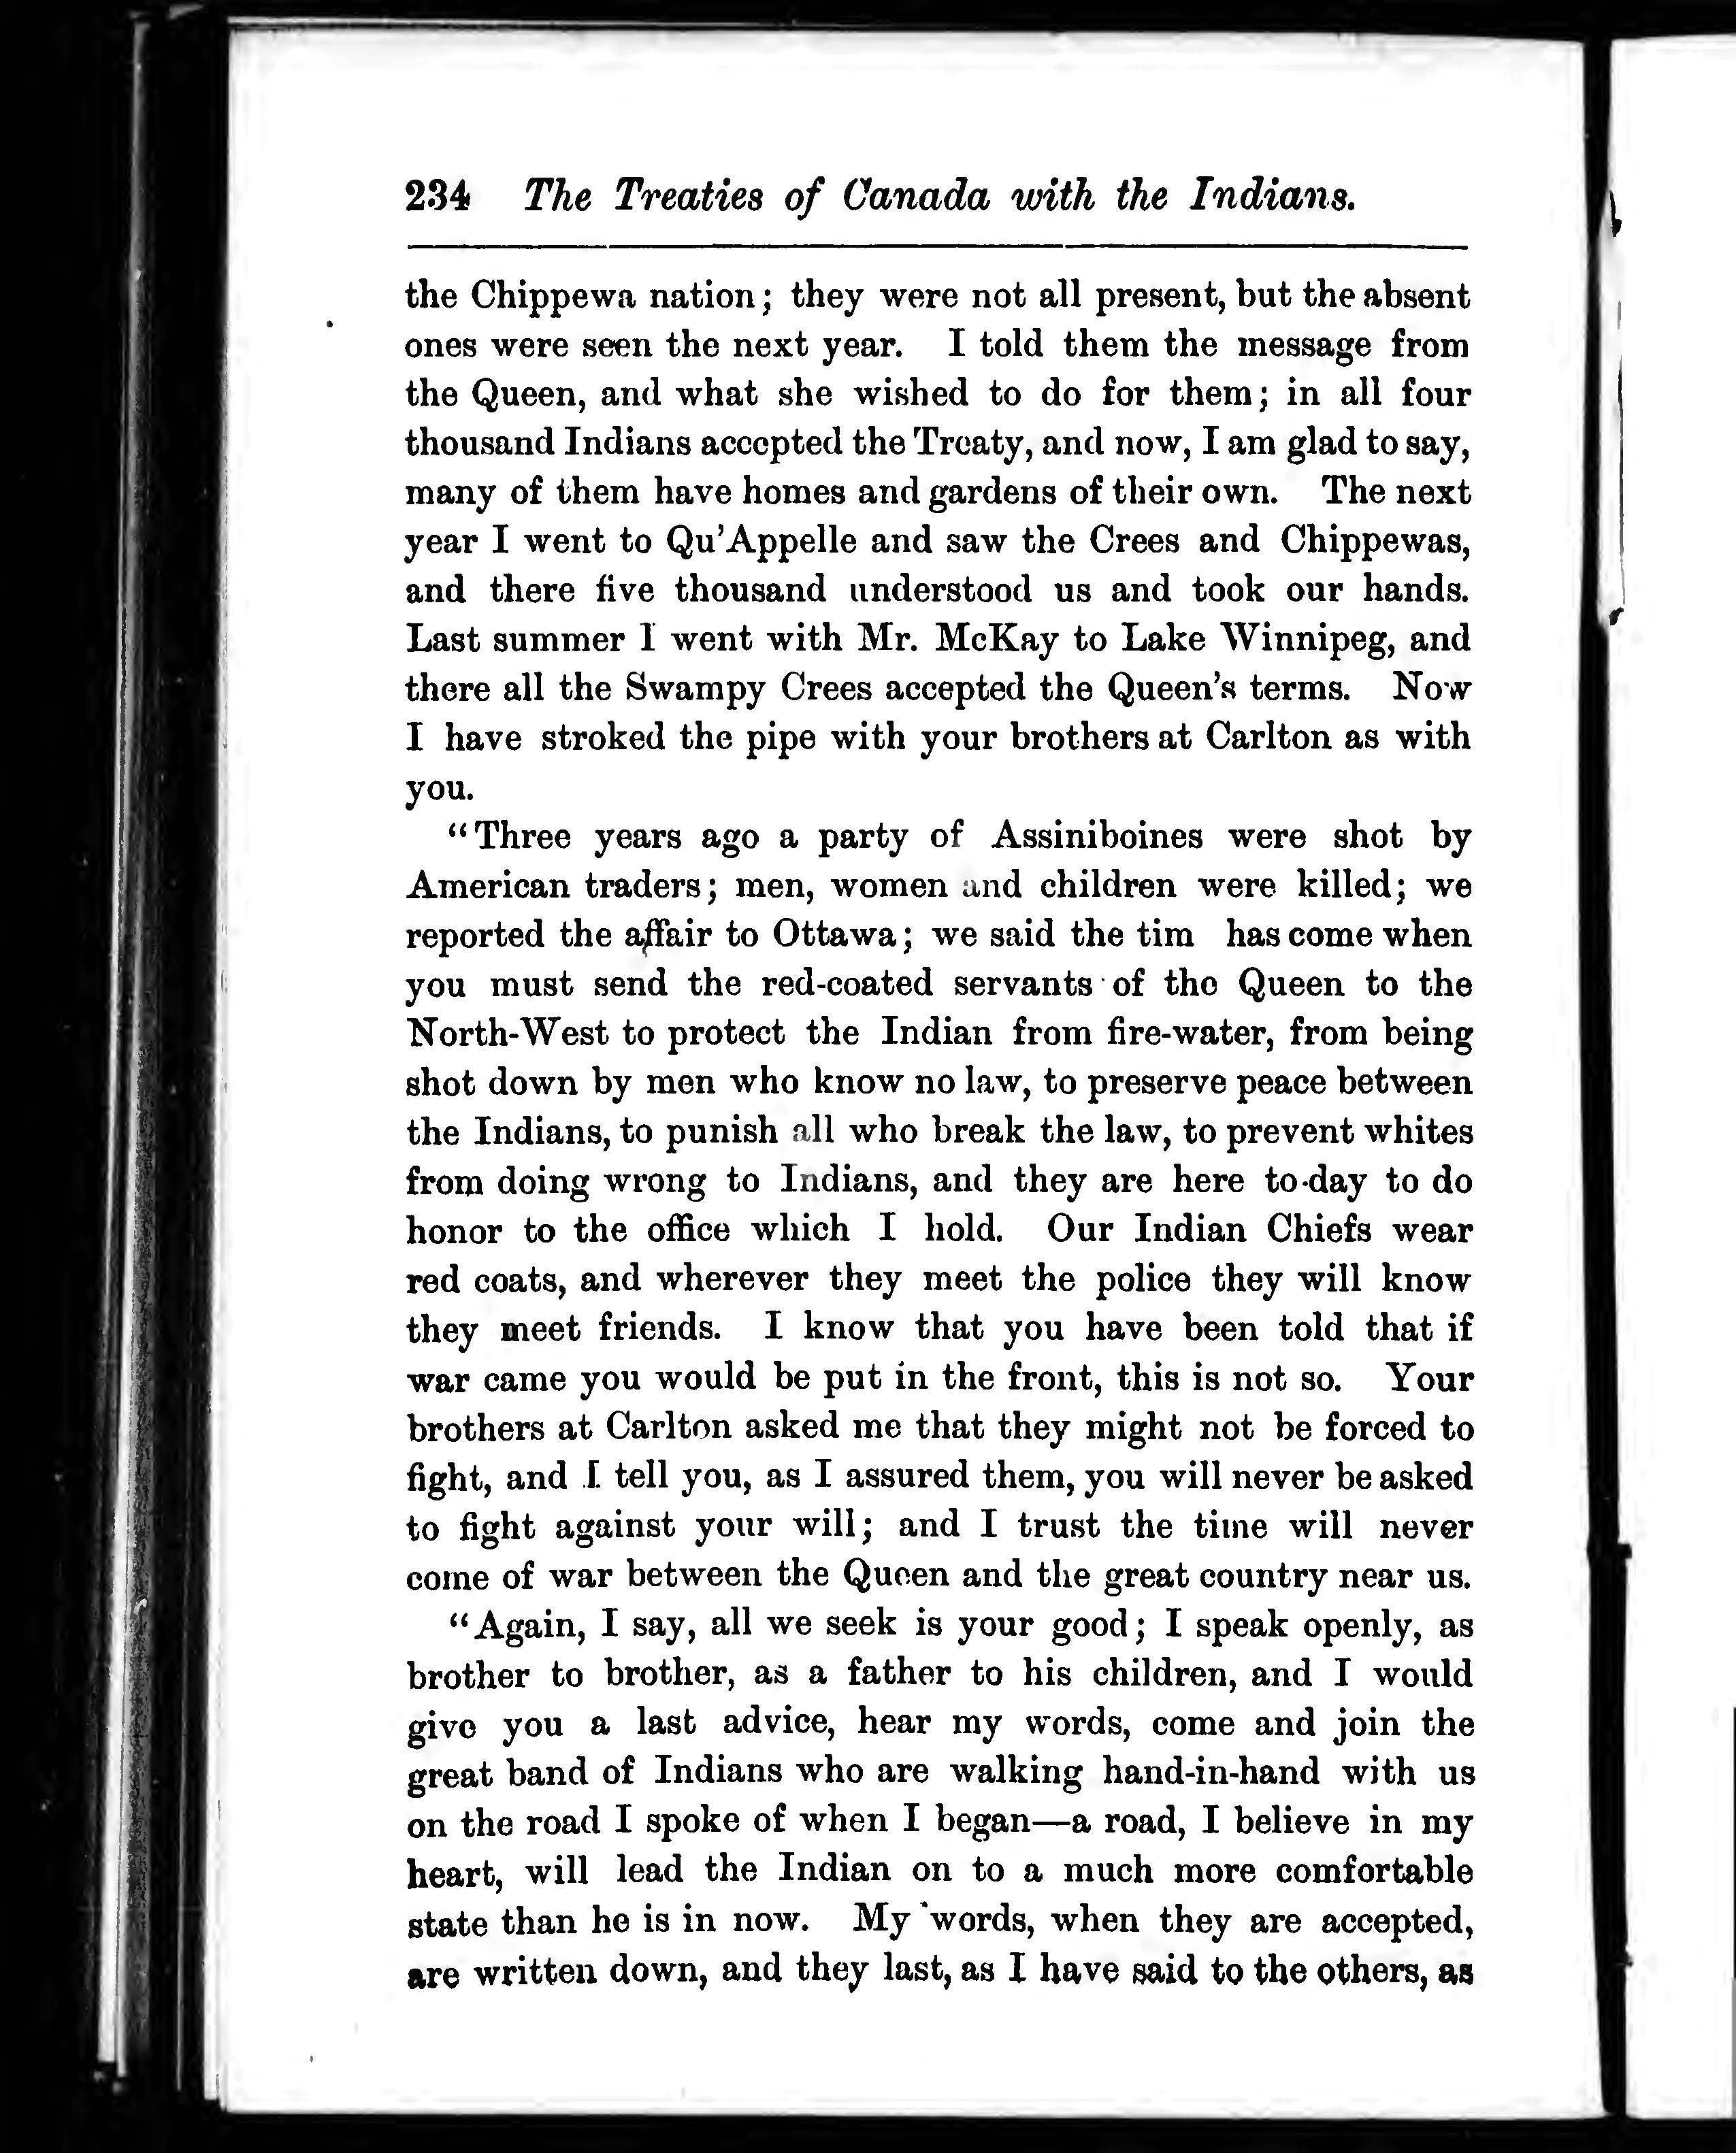 234 The Treaties of Canada with the Indians.
the Chippewa nation; they were not all present, but the absent
ones were seen the next year. I told them the message from
the Queen, and what she wished to do for them; in all four
thousand Indians accepted the Treaty, and now, I am glad to say,
many of them have homes and gardens of their own. The next
year I went to Qu'Appelle and saw the Crees and Chippewas,
and there five thousand understood us and took our hands.
Last summer I went with Mr. McKay to Lake Winnipeg, and
there all the Swampy Crees accepted the Queen's terms. Now
I have stroked the pipe with your brothers at Carlton as with
you.
"Three years ago a party of Assiniboines were shot by
American traders; men, women and children were killed; we
reported the affair to Ottawa; we said the tim has come when
you must send the red-coated servants of the Queen to the
North-West to protect the Indian from fire-water, from being
shot down by men who know no law, to preserve peace between
the Indians, to punish all who break the law, to prevent whites
from doing wrong to Indians, and they are here to-day to do
honor to the office which I hold. Our Indian Chiefs wear
red coats, and wherever they meet the police they will know
they meet friends. I know that you have been told that if
war came you would be put in the front, this is not so. Your
brothers at Carlton asked me that they might not be forced to
fight, and I tell you, as I assured them, you will never be asked
to fight against your will; and I trust the time will never
come of war between the Queen and the great country near us.
"Again, I say, all we seek is your good; I speak openly, as
brother to brother, as a father to his children, and I would
give you a last advice, hear my words, come and join the
great band of Indians who are walking hand-in-hand with us
on the road I spoke of when I began—a road, I believe in my
heart, will lead the Indian on to a much more comfortable
state than he is in now. My words, when they are accepted,
are written down, and they last, as I have said to the others, as